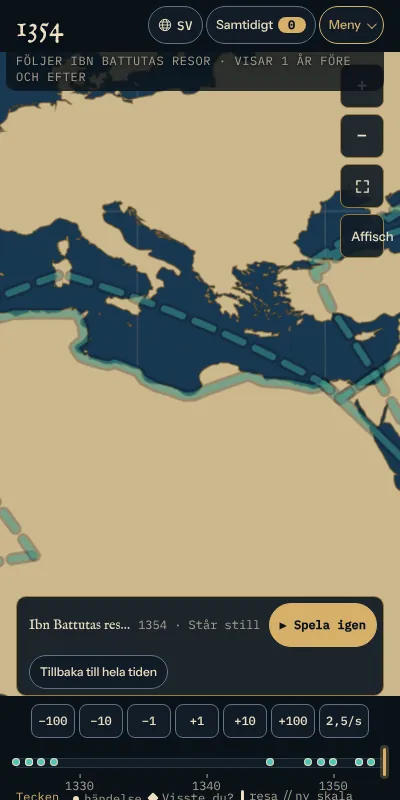 1354
SV
Samtidigt 0
Meny
FÖLJER IBN BATTUTAS RESOR · VISAR 1 ÅR FÖRE
OCH EFTER
+
−
Affisch
Ibn Battutas res… 1354 · Står still
▶ Spela igen
Tillbaka till hela tiden
−100 −10 −1 +1 +10 +100 2,5/s
1330 1340 1350
Tecken händelse Visste du? resa // ny skala